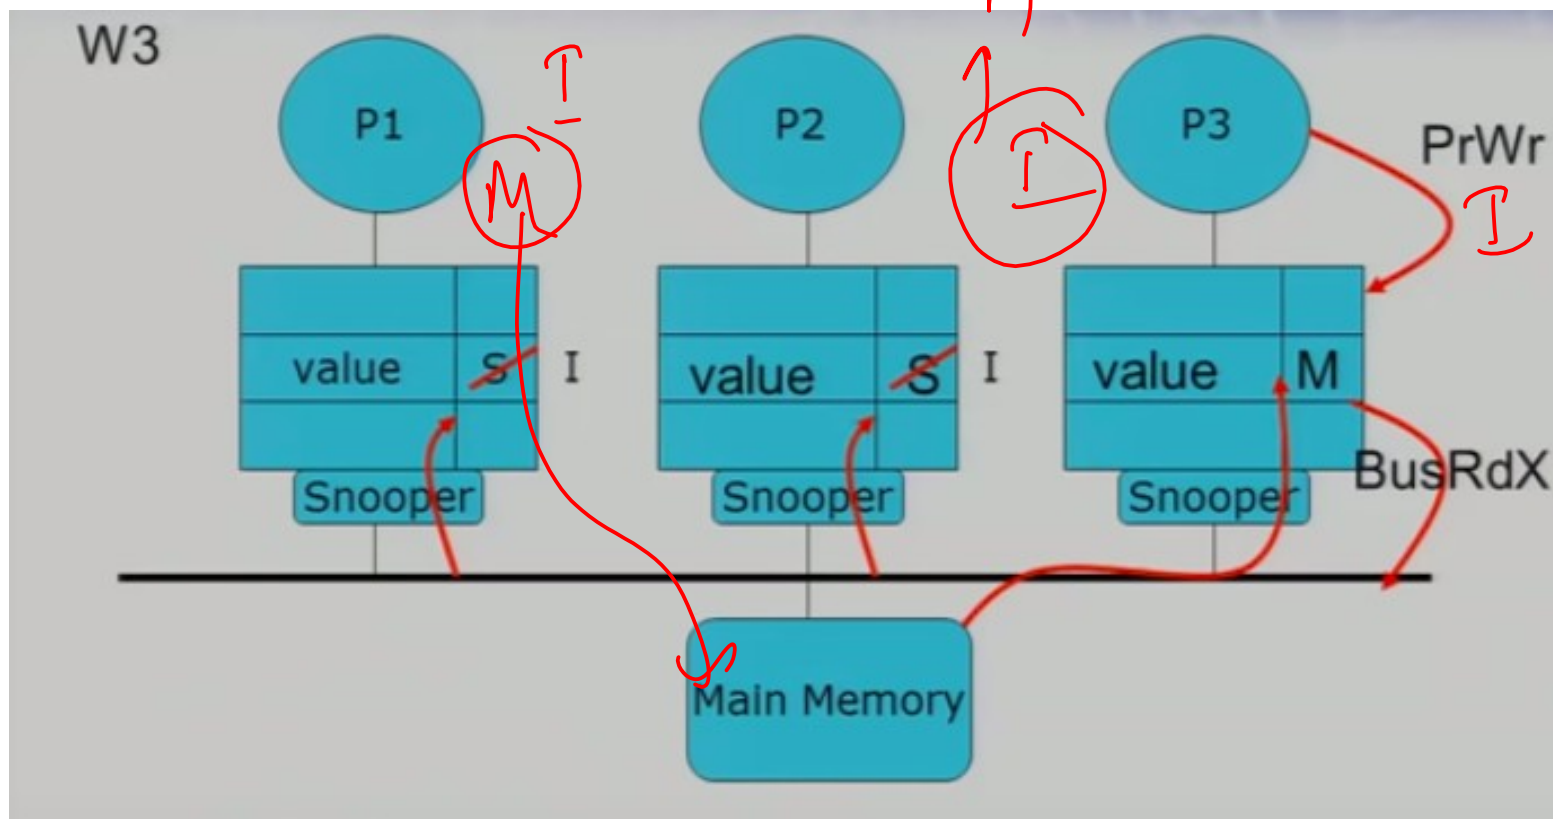 W3
I
P1
P2
P3
PrWr
M
I
I
value S I
value S I
value M
Snooper
Snooper
Snooper
BusRdX
Main Memory